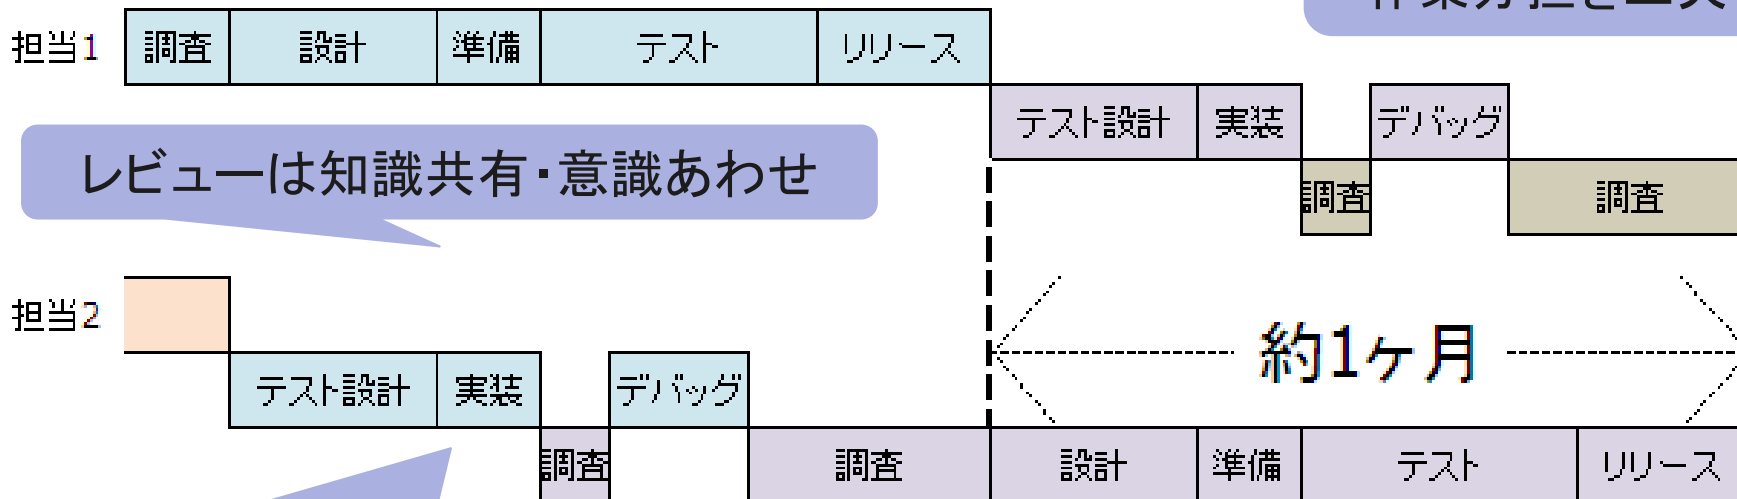 担当1 調査 設計 準備 テスト リリース
テスト設計 実装 デバッグ
レビューは知識共有・意識あわせ
調査 調査
担当2
約1ヶ月
テスト設計 実装 デバッグ
調査 調査 設計 準備 テスト リリース